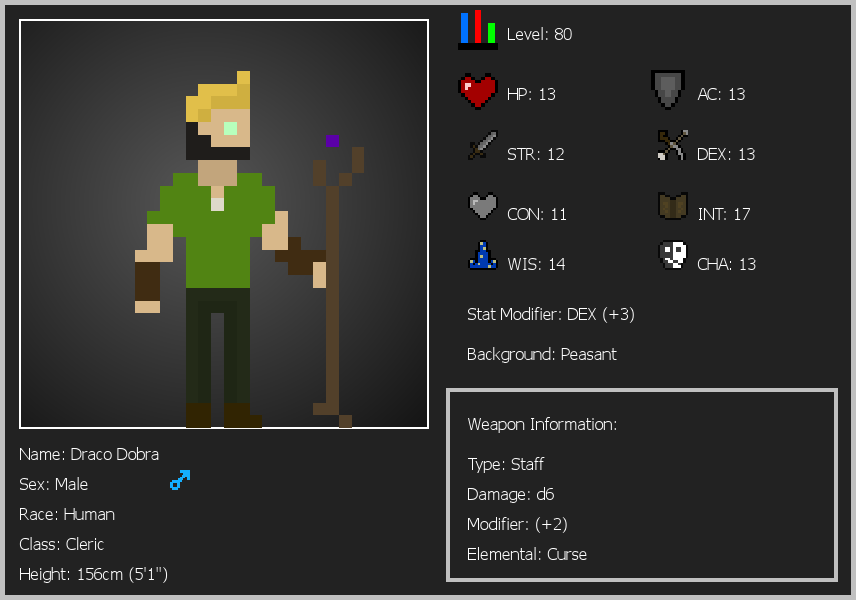 Level: 80
HP: 13
AC: 13
STR: 12
DEX: 13
CON: 11
INT: 17
WIS: 14
CHA: 13
Stat Modifier: DEX (+3)
Background: Peasant
Weapon Information:
Type: Staff
Damage: d6
Modifier: (+2)
Elemental: Curse
Name: Draco Dobra
Sex: Male
Race: Human
Class: Cleric
Height: 156cm (5'1")